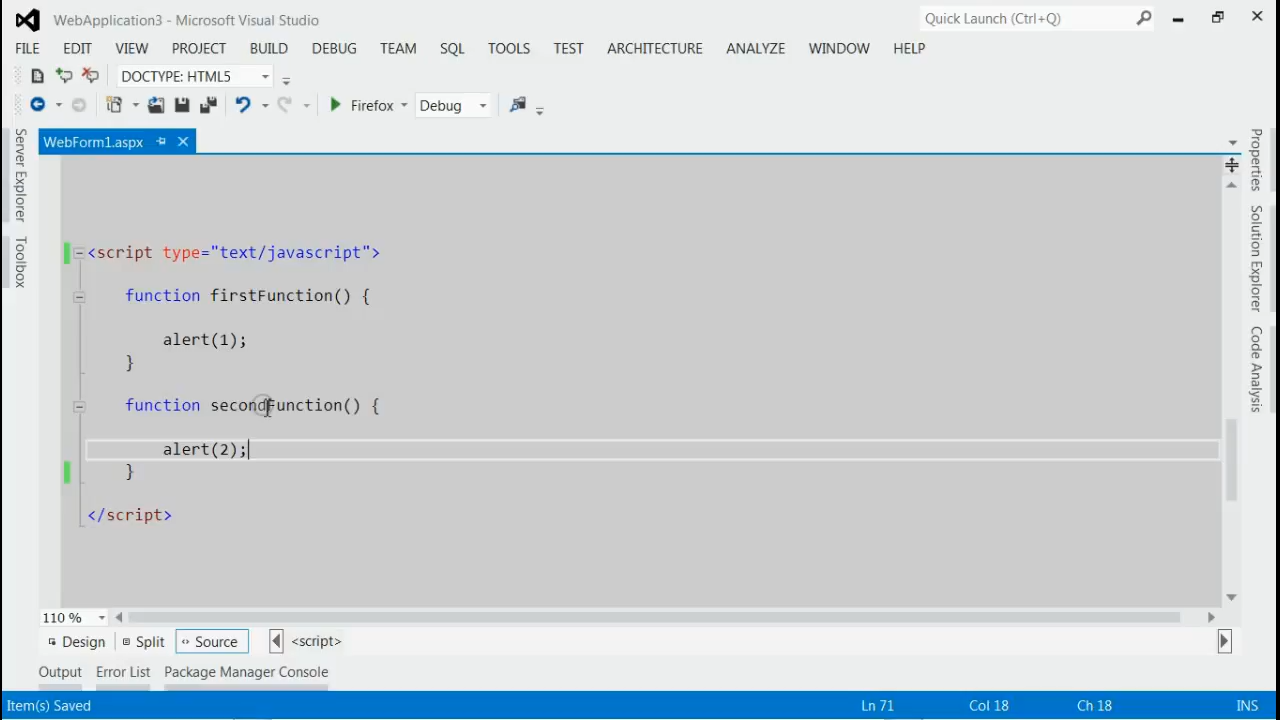 WebApplication3 - Microsoft Visual Studio
Quick Launch (Ctrl+Q)
FILE EDIT VIEW PROJECT BUILD DEBUG TEAM SQL TOOLS TEST ARCHITECTURE ANALYZE WINDOW HELP
DOCTYPE: HTML5
Firefox Debug
WebForm1.aspx
Server Explorer
Toolbox
<script type="text/javascript">
function firstFunction() {
alert(1);
}
function secondFunction() {
alert(2);
}
</script>
Properties
Solution Explorer
Code Analysis
110 %
Design Split Source <script>
Output Error List Package Manager Console
Item(s) Saved Ln 71 Col 18 Ch 18 INS